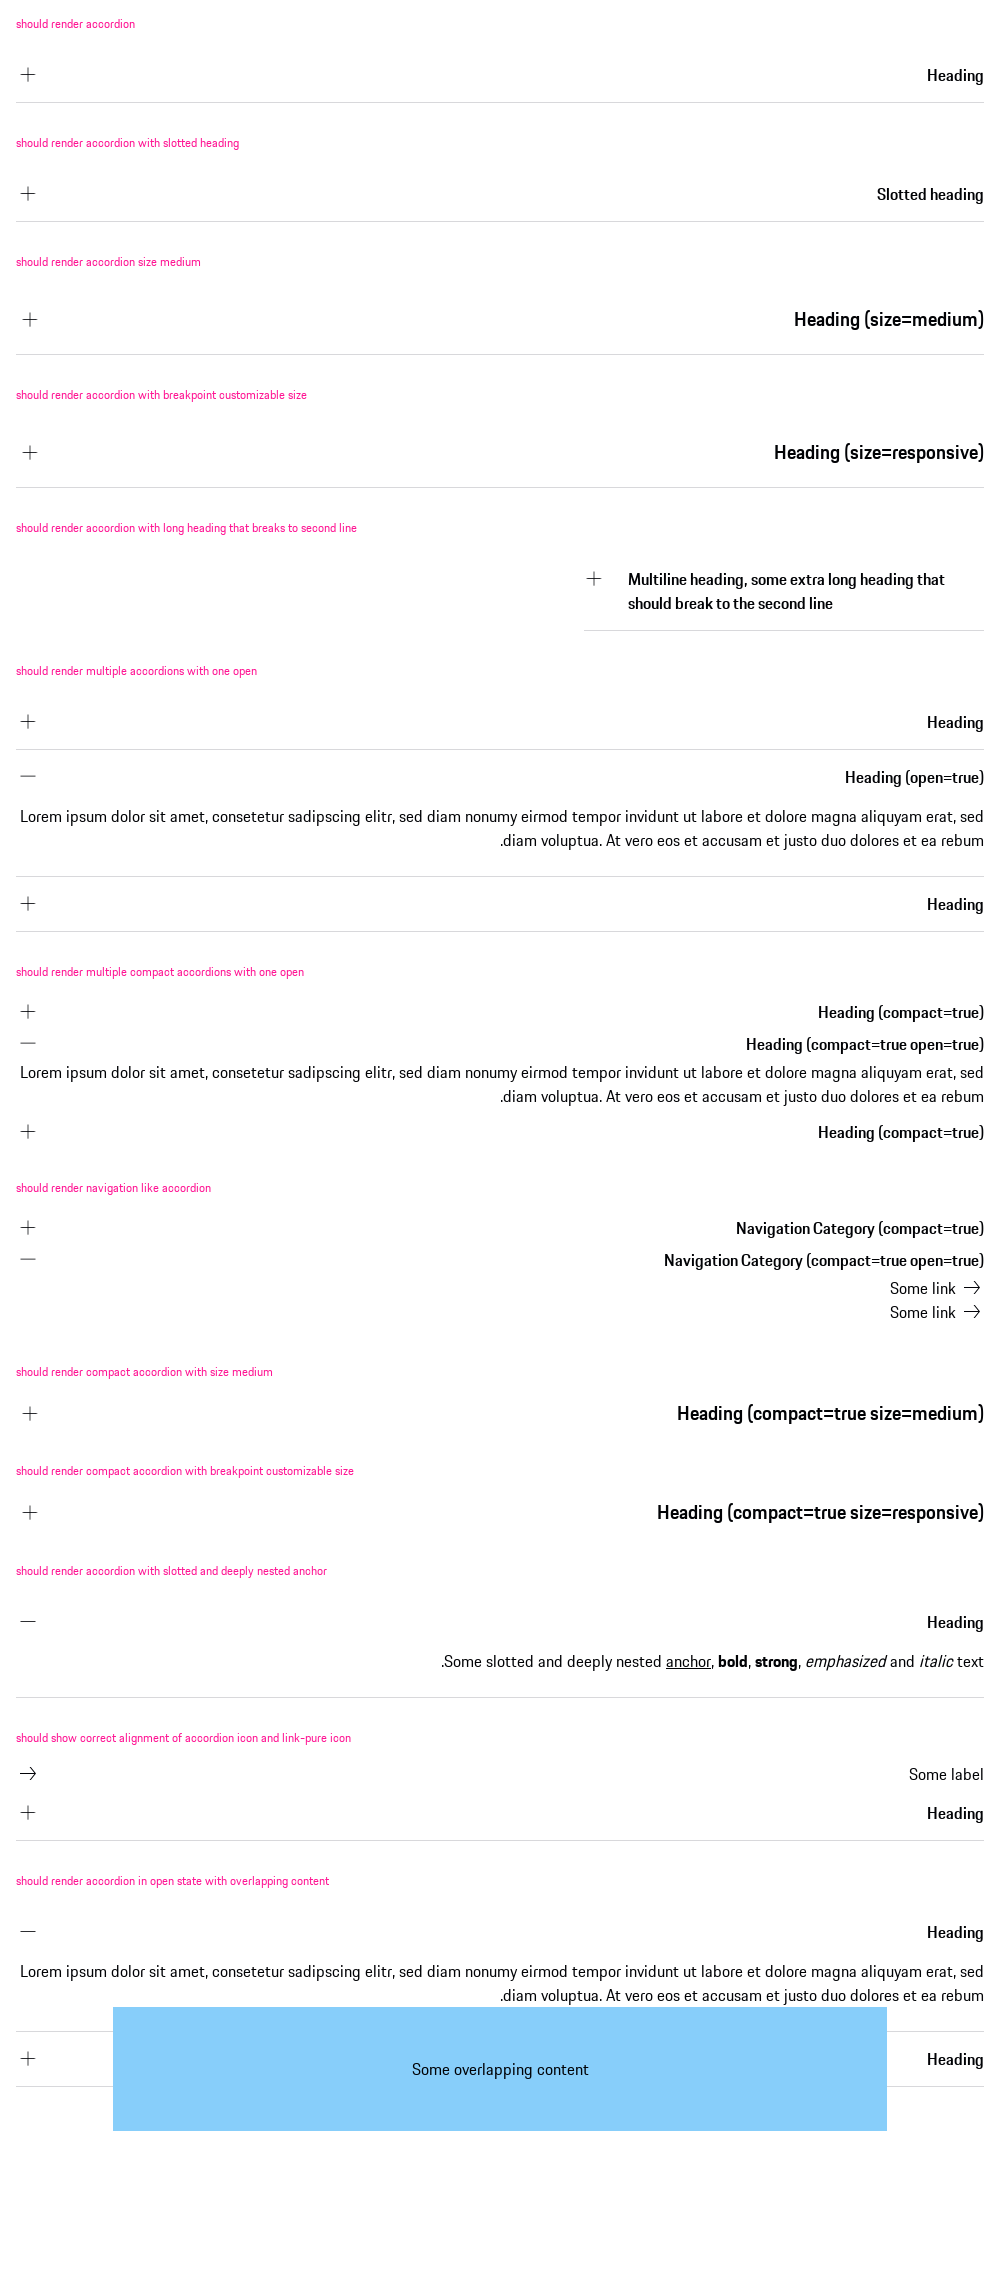 should render accordion
Heading
should render accordion with slotted heading
Slotted heading
should render accordion size medium
Heading (size=medium)
should render accordion with breakpoint customizable size
Heading (size=responsive)
should render accordion with long heading that breaks to second line
Multiline heading, some extra long heading that
should break to the second line
should render multiple accordions with one open
Heading
Heading (open=true)
Lorem ipsum dolor sit amet, consetetur sadipscing elitr, sed diam nonumy eirmod tempor invidunt ut labore et dolore magna aliquyam erat, sed
.diam voluptua. At vero eos et accusam et justo duo dolores et ea rebum
Heading
should render multiple compact accordions with one open
Heading (compact=true)
Heading (compact=true open=true)
Lorem ipsum dolor sit amet, consetetur sadipscing elitr, sed diam nonumy eirmod tempor invidunt ut labore et dolore magna aliquyam erat, sed
.diam voluptua. At vero eos et accusam et justo duo dolores et ea rebum
Heading (compact=true)
should render navigation like accordion
Navigation Category (compact=true)
Navigation Category (compact=true open=true)
Some link
Some link
should render compact accordion with size medium
Heading (compact=true size=medium)
should render compact accordion with breakpoint customizable size
Heading (compact=true size=responsive)
should render accordion with slotted and deeply nested anchor
Heading
.Some slotted and deeply nested anchor, bold, strong, emphasized and italic text
should show correct alignment of accordion icon and link-pure icon
Some label
Heading
should render accordion in open state with overlapping content
Heading
Lorem ipsum dolor sit amet, consetetur sadipscing elitr, sed diam nonumy eirmod tempor invidunt ut labore et dolore magna aliquyam erat, sed
.diam voluptua. At vero eos et accusam et justo duo dolores et ea rebum
Heading
Some overlapping content